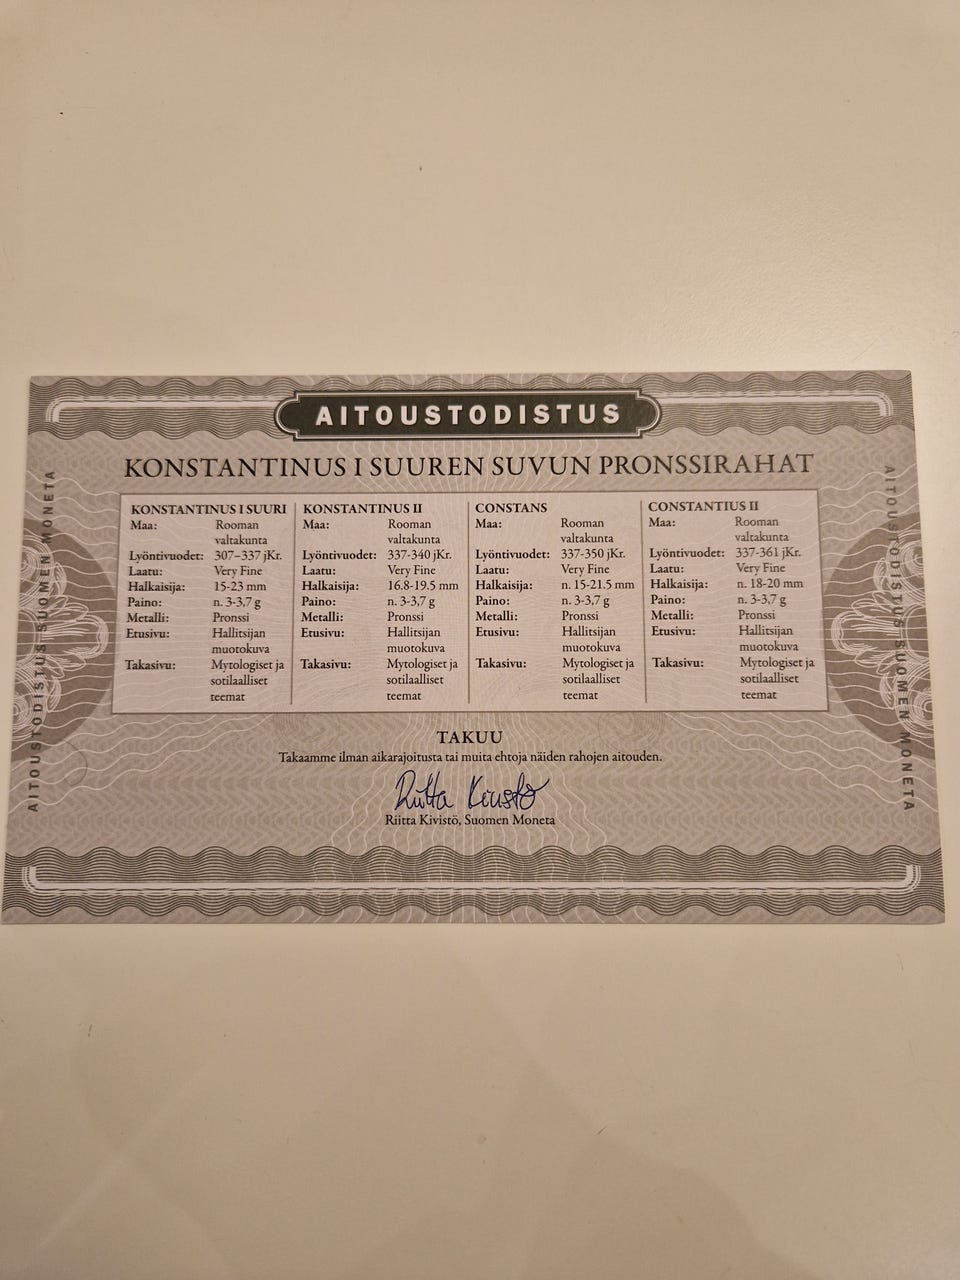 AITOUSTODISTUS
KONSTANTINUS I SUUREN SUVUN PRONSSIRAHAT
KONSTANTINUS I SUURI
Maa: Rooman
valtakunta
Lyöntivuodet: 307–337 jKr.
Laatu: Very Fine
Halkaisija: 15-23 mm
Paino: n. 3-3,7 g
Metalli: Pronssi
Etusivu: Hallitsijan
muotokuva
Takasivu: Mytologiset ja
sotilaalliset
teemat
KONSTANTINUS II
Maa: Rooman
valtakunta
Lyöntivuodet: 337-340 jKr.
Laatu: Very Fine
Halkaisija: 16.8-19.5 mm
Paino: n. 3-3,7 g
Metalli: Pronssi
Etusivu: Hallitsijan
muotokuva
Takasivu: Mytologiset ja
sotilaalliset
teemat
CONSTANS
Maa: Rooman
valtakunta
Lyöntivuodet: 337-350 jKr.
Laatu: Very Fine
Halkaisija: n. 15-21.5 mm
Paino: n. 3-3,7 g
Metalli: Pronssi
Etusivu: Hallitsijan
muotokuva
Takasivu: Mytologiset ja
sotilaalliset
teemat
CONSTANTIUS II
Maa: Rooman
valtakunta
Lyöntivuodet: 337-361 jKr.
Laatu: Very Fine
Halkaisija: n. 18-20 mm
Paino: n. 3-3,7 g
Metalli: Pronssi
Etusivu: Hallitsijan
muotokuva
Takasivu: Mytologiset ja
sotilaalliset
teemat
TAKUU
Takaamme ilman aikarajoitusta tai muita ehtoja näiden rahojen aitouden.
Riitta Kivistö
Riitta Kivistö, Suomen Moneta
AITOUSTODISTUS SUOMEN MONETA
AITOUSTODISTUS SUOMEN MONETA